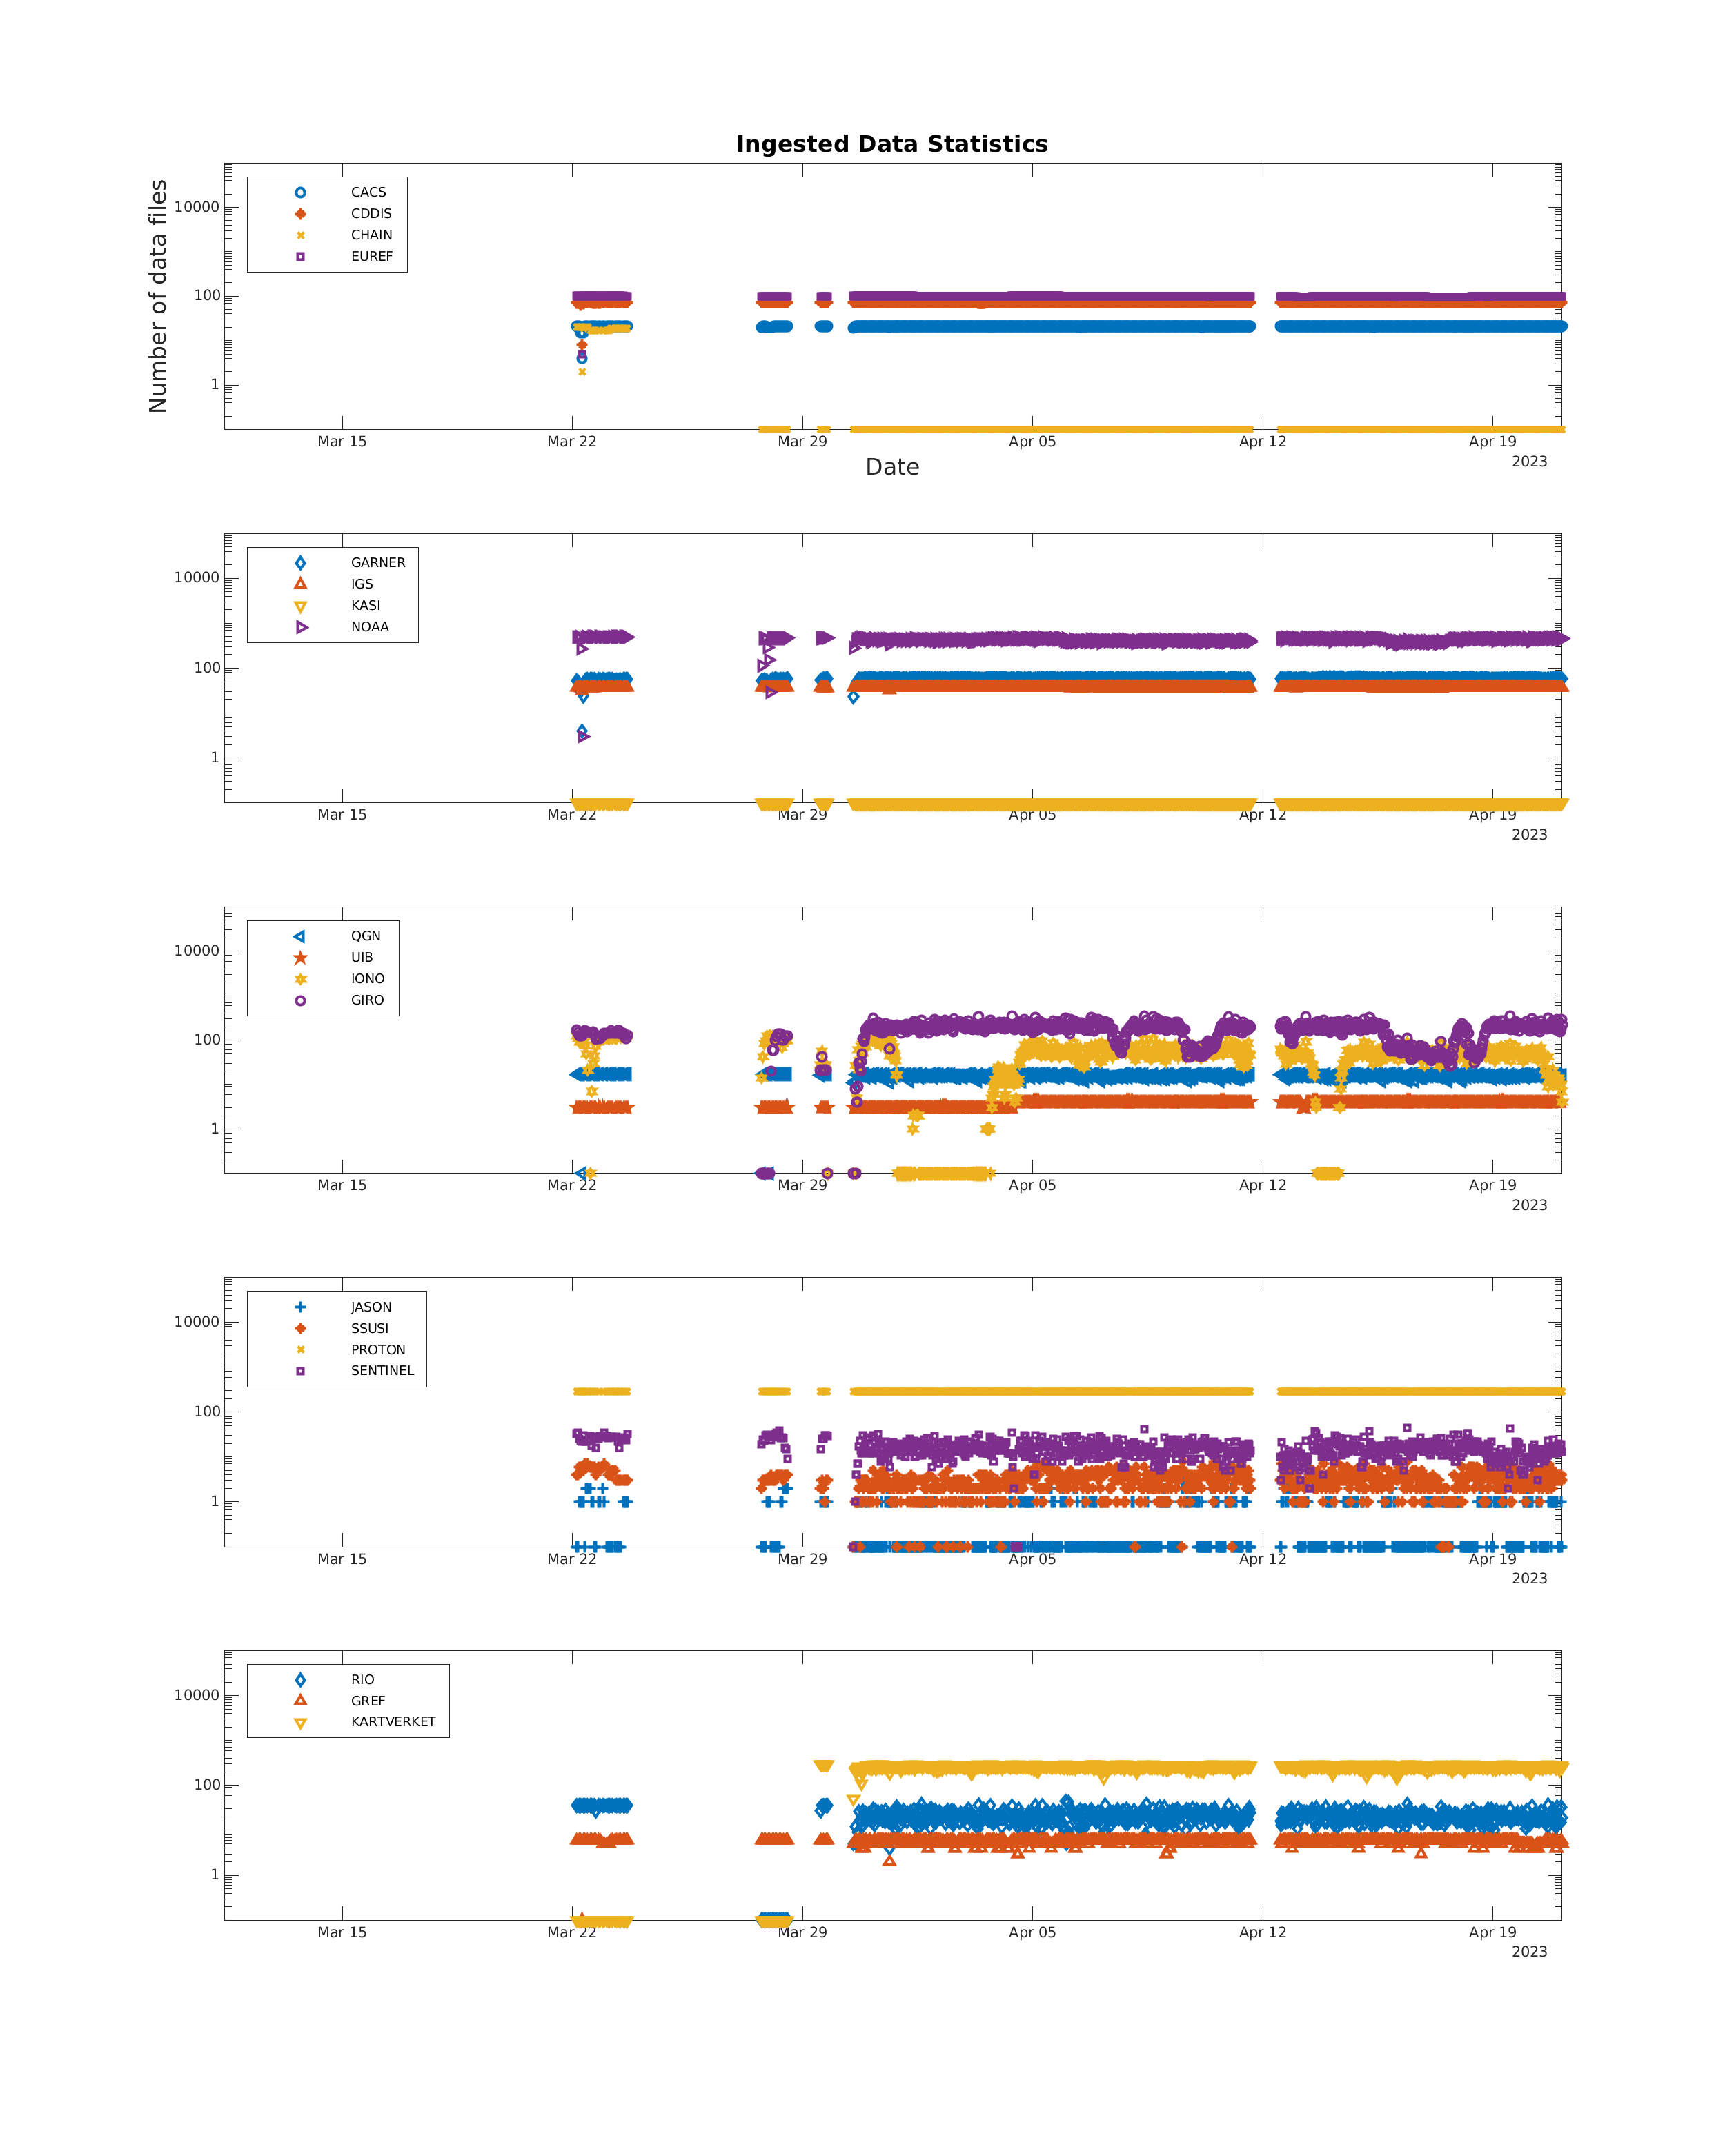 Ingested Data Statistics
Number of data files
CACS
CDDIS
CHAIN
EUREF
10000
100
1
Mar 15 Mar 22 Mar 29 Apr 05 Apr 12 Apr 19
2023
Date
GARNER
IGS
KASI
NOAA
10000
100
1
Mar 15 Mar 22 Mar 29 Apr 05 Apr 12 Apr 19
2023
QGN
UIB
IONO
GIRO
10000
100
1
Mar 15 Mar 22 Mar 29 Apr 05 Apr 12 Apr 19
2023
JASON
SSUSI
PROTON
SENTINEL
10000
100
1
Mar 15 Mar 22 Mar 29 Apr 05 Apr 12 Apr 19
2023
RIO
GREF
KARTVERKET
10000
100
1
Mar 15 Mar 22 Mar 29 Apr 05 Apr 12 Apr 19
2023